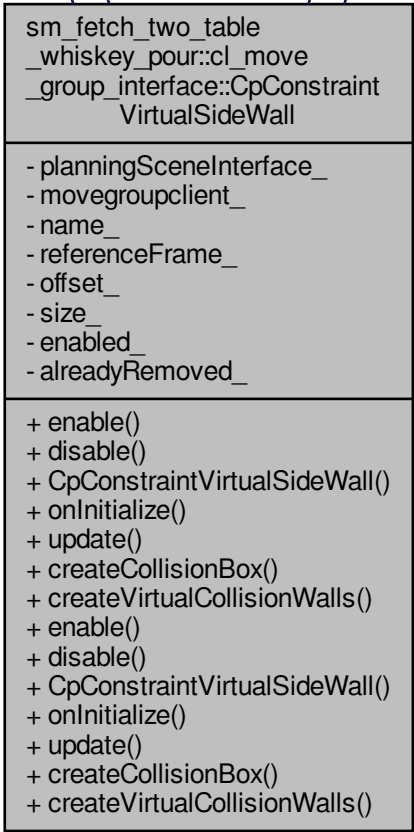 sm_fetch_two_table
_whiskey_pour::cl_move
_group_interface::CpConstraint
VirtualSideWall
- planningSceneInterface_
- movegroupclient_
- name_
- referenceFrame_
- offset_
- size_
- enabled_
- alreadyRemoved_
+ enable()
+ disable()
+ CpConstraintVirtualSideWall()
+ onInitialize()
+ update()
+ createCollisionBox()
+ createVirtualCollisionWalls()
+ enable()
+ disable()
+ CpConstraintVirtualSideWall()
+ onInitialize()
+ update()
+ createCollisionBox()
+ createVirtualCollisionWalls()